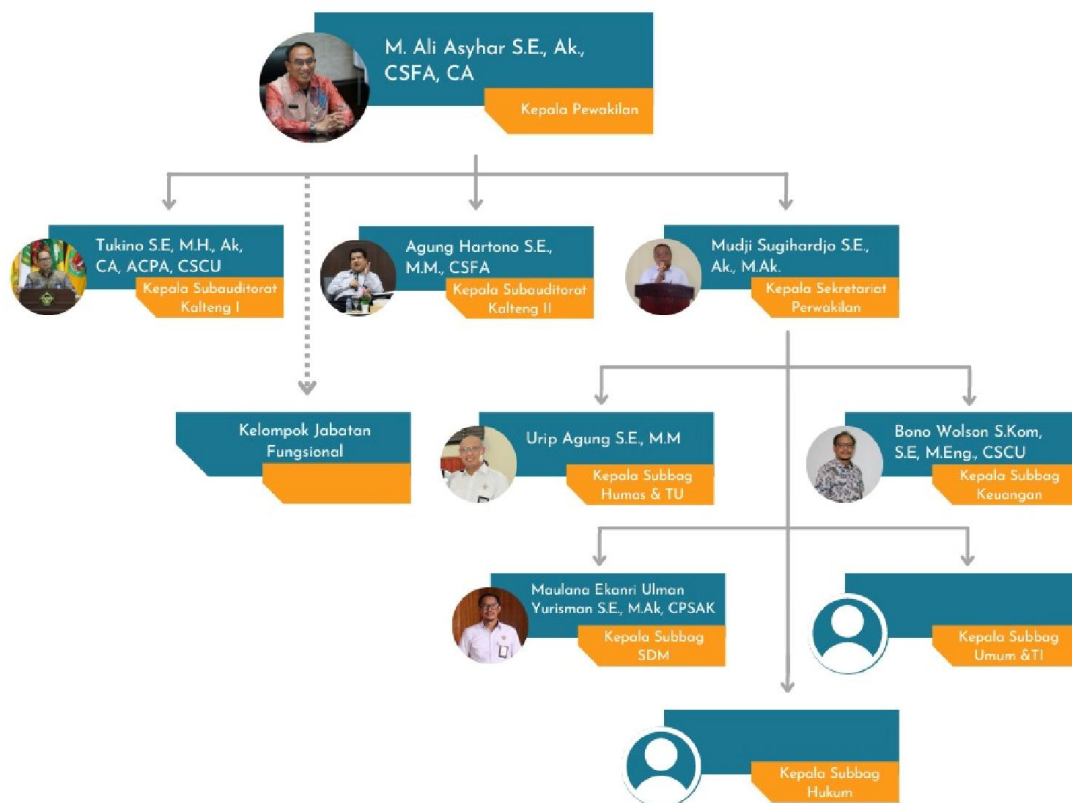 M. Ali Asyhar S.E., Ak.,
CSFA, CA
Kepala Pewakilan
Tukino S.E, M.H., Ak,
CA, ACPA, CSCU
Kepala Subauditorat
Kalteng I
Agung Hartono S.E.,
M.M., CSFA
Kepala Subauditorat
Kalteng II
Mudji Sugihardjo S.E.,
Ak., M.Ak.
Kepala Sekretariat
Perwakilan
Kelompok Jabatan
Fungsional
Urip Agung S.E., M.M
Kepala Subbag
Humas & TU
Bono Wolson S.Kom,
S.E, M.Eng., CSCU
Kepala Subbag
Keuangan
Maulana Ekanri Ulman
Yurisman S.E., M.Ak, CPSAK
Kepala Subbag
SDM
Kepala Subbag
Umum &TI
Kepala Subbag
Hukum